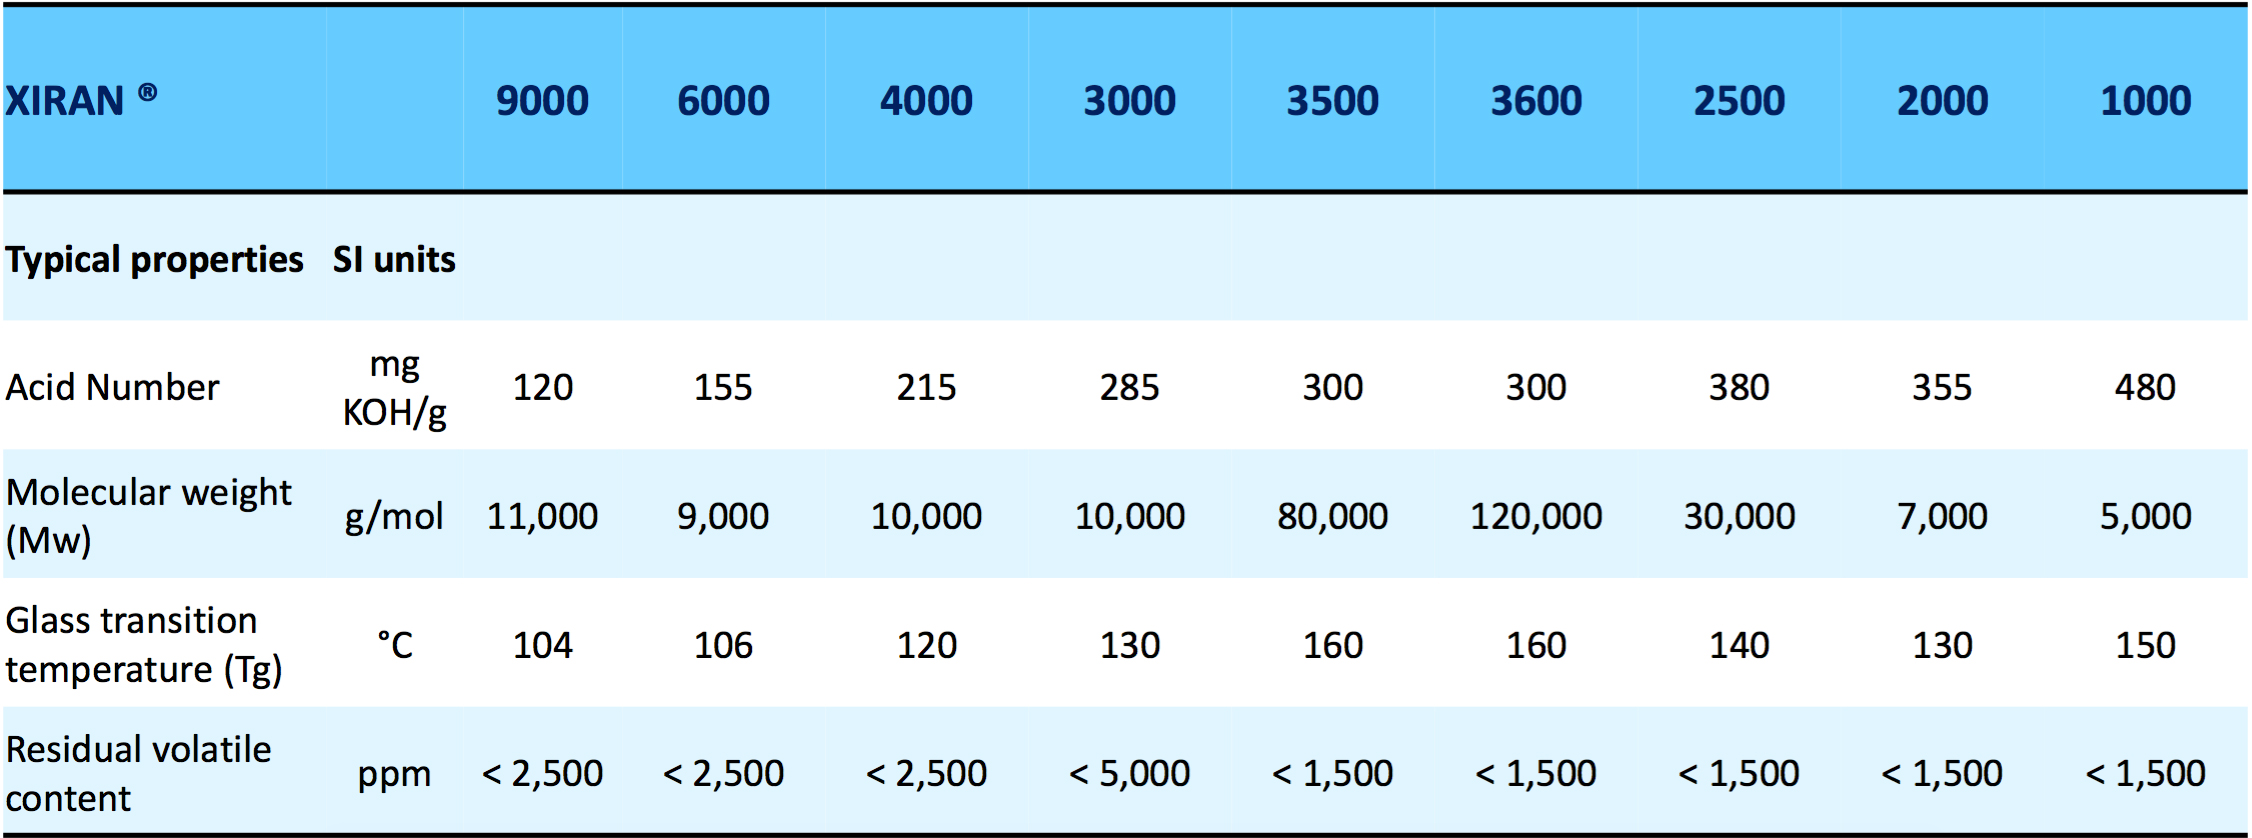 XIRAN ® 9000 6000 4000 3000 3500 3600 2500 2000 1000
Typical properties SI units
Acid Number mg KOH/g 120 155 215 285 300 300 380 355 480
Molecular weight (Mw) g/mol 11,000 9,000 10,000 10,000 80,000 120,000 30,000 7,000 5,000
Glass transition temperature (Tg) °C 104 106 120 130 160 160 140 130 150
Residual volatile content ppm < 2,500 < 2,500 < 2,500 < 5,000 < 1,500 < 1,500 < 1,500 < 1,500 < 1,500